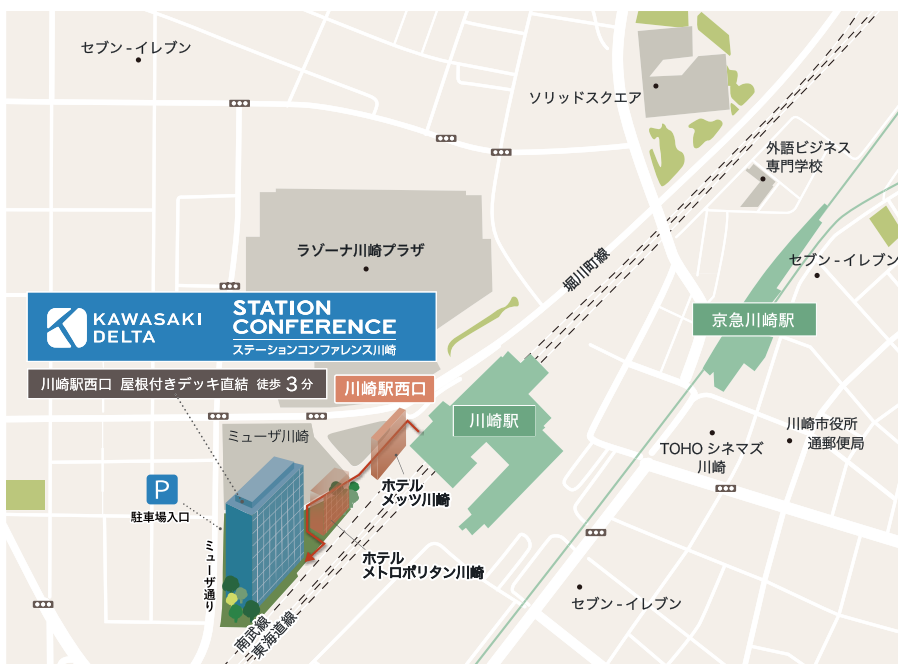 セブン-イレブン
ソリッドスクエア
外語ビジネス
専門学校
ラゾーナ川崎プラザ
堀川町線
セブン-イレブン
KAWASAKI
DELTA
STATION
CONFERENCE
ステーションコンファレンス川崎
京急川崎駅
川崎駅西口 屋根付きデッキ直結 徒歩 3 分
川崎駅西口
川崎駅
ミューザ川崎
川崎市役所
通郵便局
TOHO シネマズ
川崎
P
駐車場入口
ホテル
メッツ川崎
ミューザ通り
ホテル
メトロポリタン川崎
セブン-イレブン
南武線
東海道線